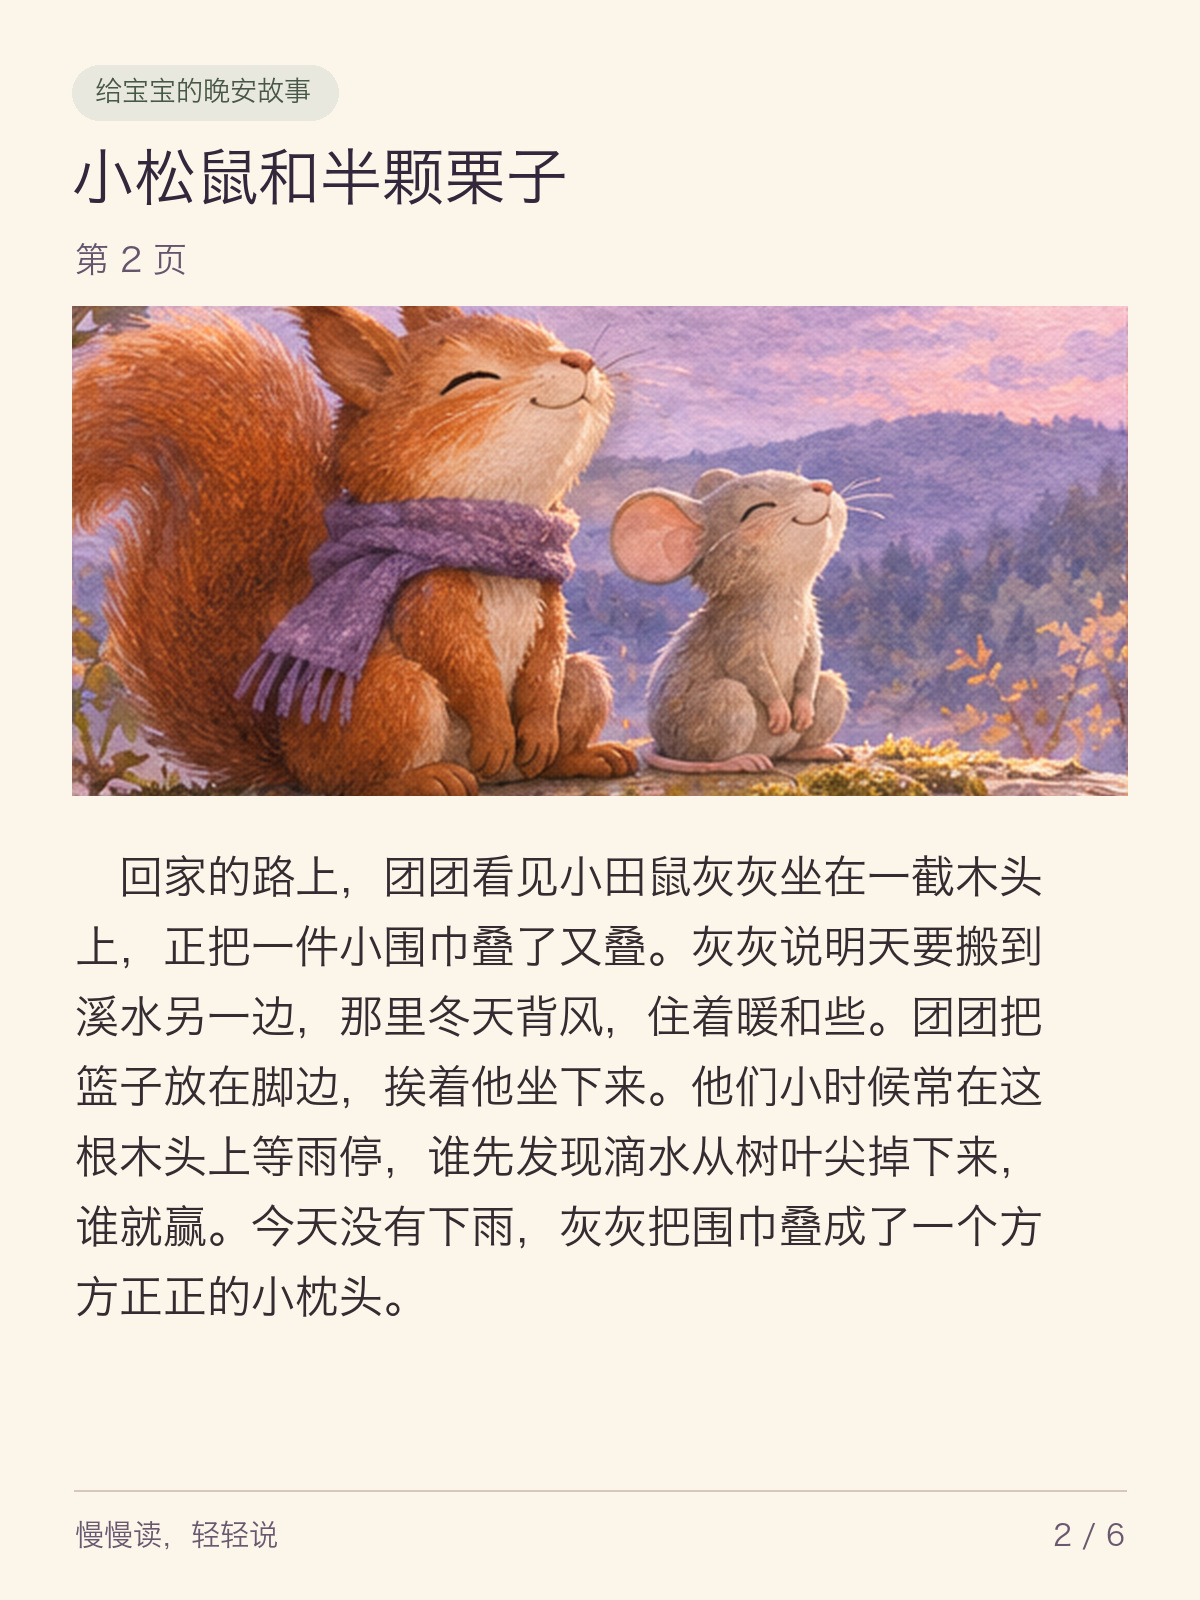 给宝宝的晚安故事
小松鼠和半颗栗子
第 2 页
回家的路上，团团看见小田鼠灰灰坐在一截木头
上，正把一件小围巾叠了又叠。灰灰说明天要搬到
溪水另一边，那里冬天背风，住着暖和些。团团把
篮子放在脚边，挨着他坐下来。他们小时候常在这
根木头上等雨停，谁先发现滴水从树叶尖掉下来，
谁就赢。今天没有下雨，灰灰把围巾叠成了一个方
方正正的小枕头。
慢慢读，轻轻说
2 / 6